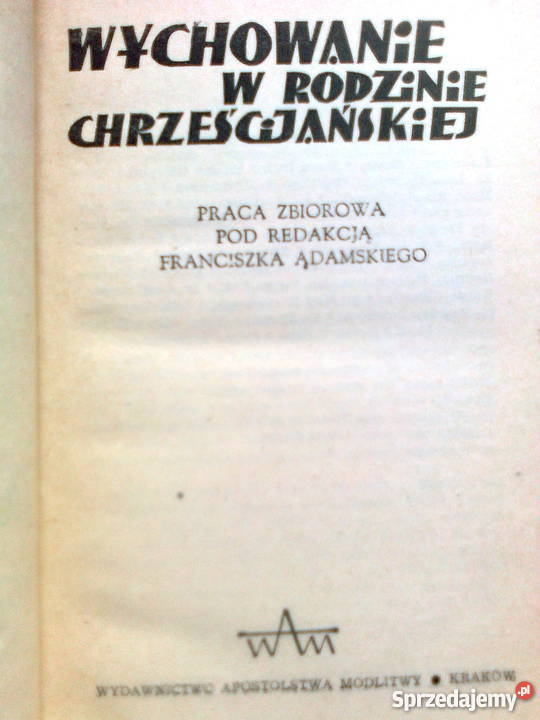 WYCHOWANiE
W RODZiNiE
CHRZEŚCiJAŃSKiEJ
PRACA ZBIOROWA
POD REDAKCJĄ
FRANCISZKA ADAMSKIEGO
WAM
WYDAWNICTWO APOSTOLSTWA MODLITWY • KRAKÓW
Sprzedajemy.pl